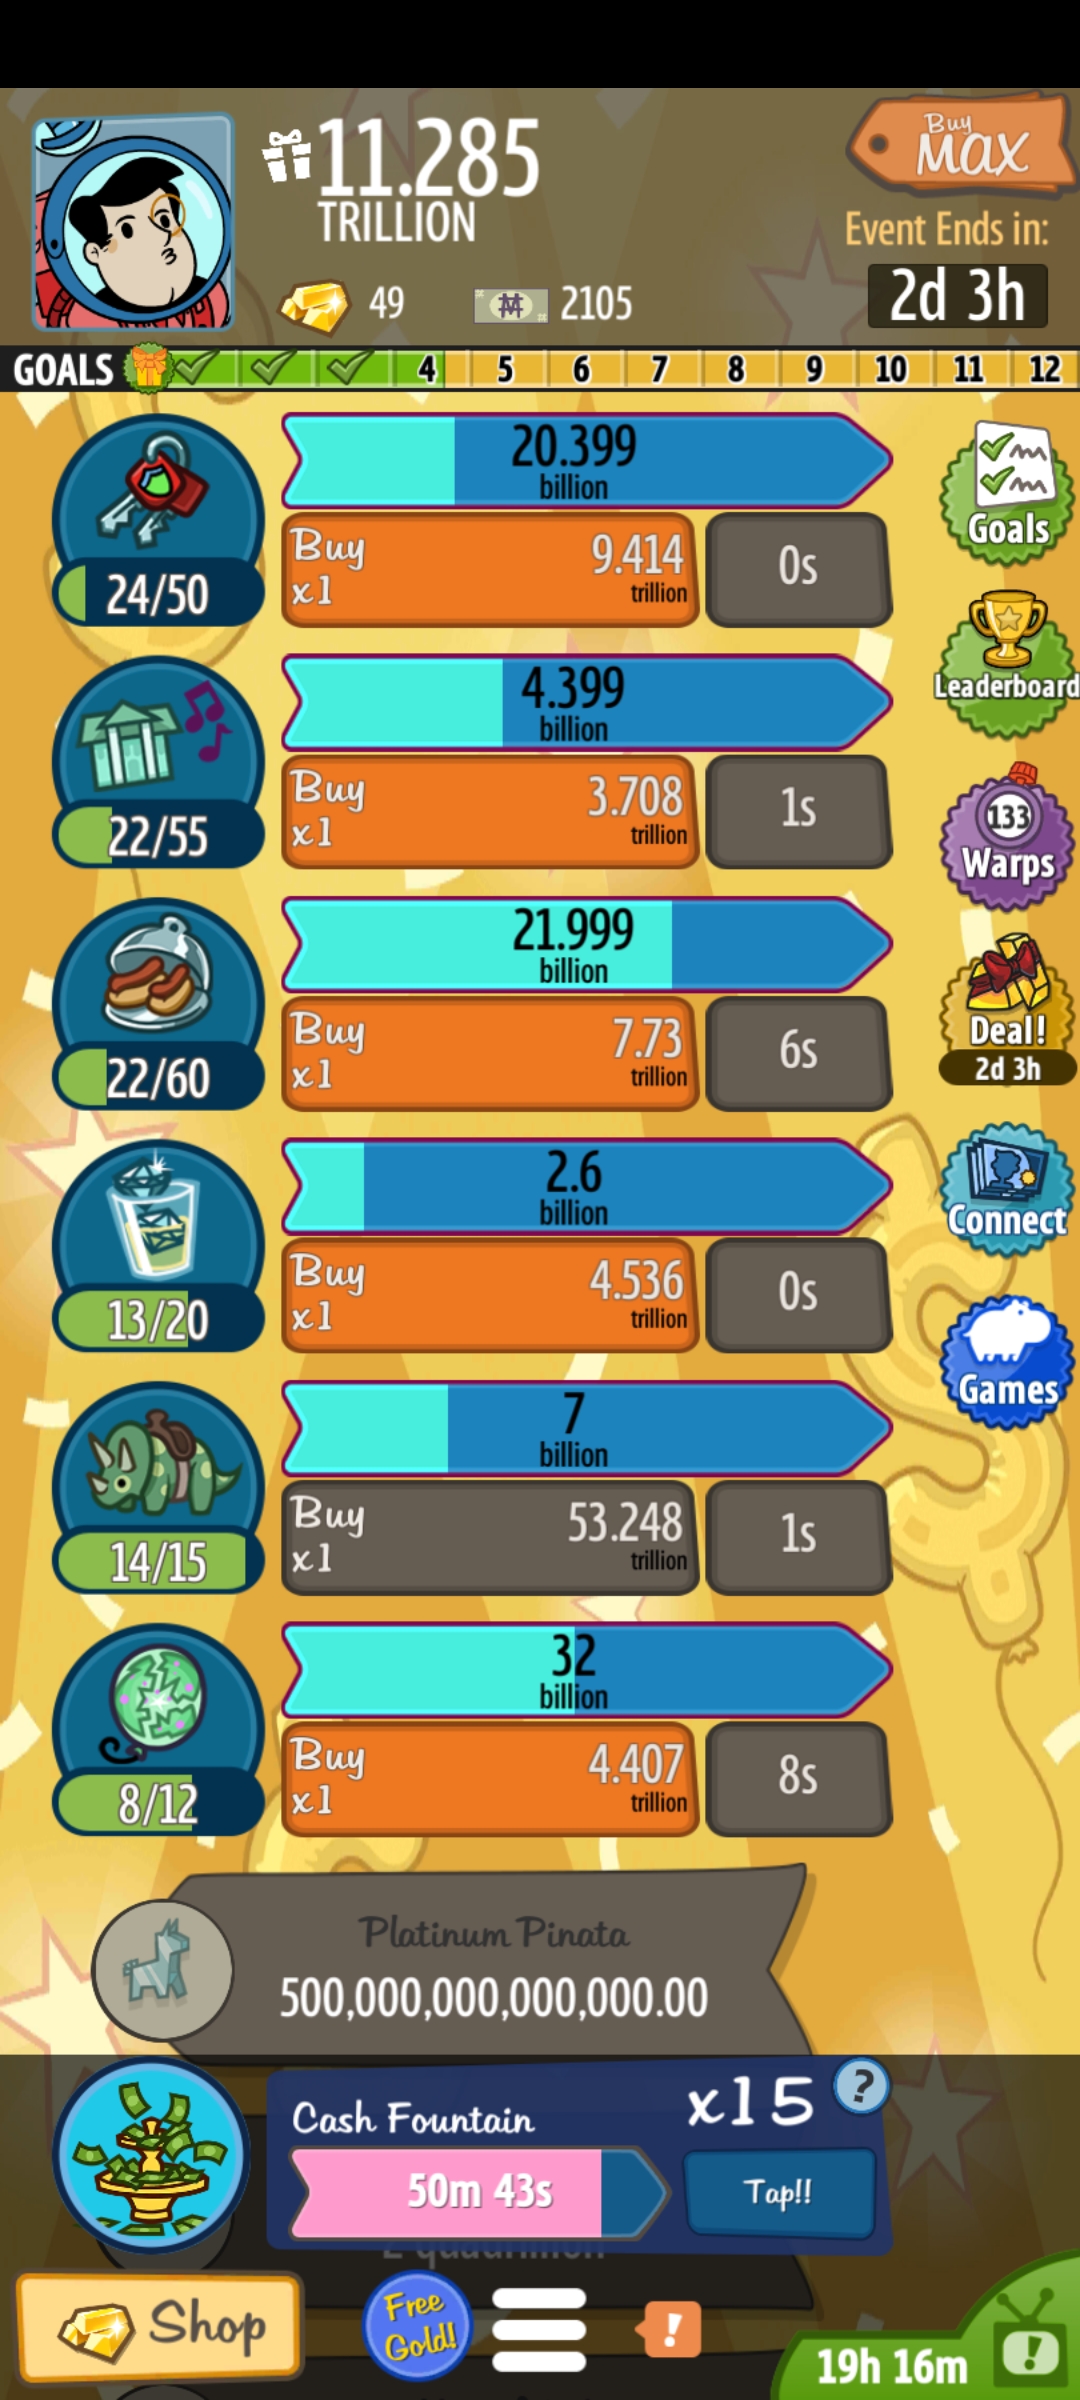 11.285
TRILLION
49
2105
Buy
MAX
Event Ends in:
2d 3h
GOALS
4 5 6 7 8 9 10 11 12
24/50
20.399
billion
Buy
x1
9.414
trillion
0s
22/55
4.399
billion
Buy
x1
3.708
trillion
1s
22/60
21.999
billion
Buy
x1
7.73
trillion
6s
13/20
2.6
billion
Buy
x1
4.536
trillion
0s
14/15
7
billion
Buy
x1
53.248
trillion
1s
8/12
32
billion
Buy
x1
4.407
trillion
8s
Goals
Leaderboard
133
Warps
Deal!
2d 3h
Connect
Games
Platinum Pinata
500,000,000,000,000.00
Cash Fountain
x15
?
50m 43s
Tap!!
2 quadrillion
Shop
Free
Gold!
!
19h 16m
!